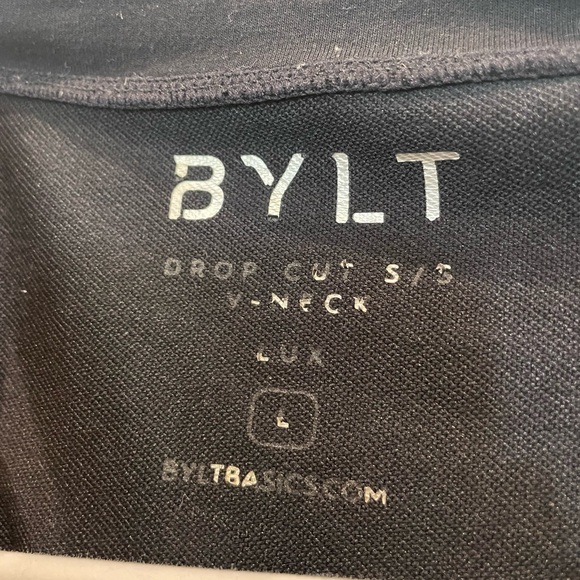 BYLT
DROP CUT S/S
V-NECK
LUX
L
BYLTBASICS.COM